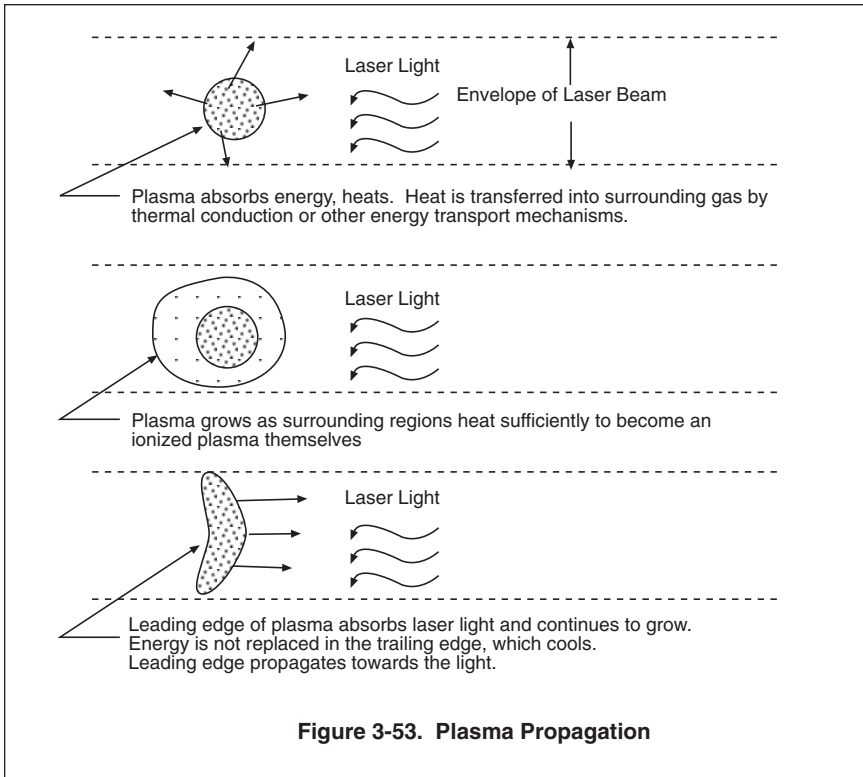 Laser Light
Envelope of Laser Beam
Plasma absorbs energy, heats.  Heat is transferred into surrounding gas by
thermal conduction or other energy transport mechanisms.
Laser Light
Plasma grows as surrounding regions heat sufficiently to become an
ionized plasma themselves
Laser Light
Leading edge of plasma absorbs laser light and continues to grow.
Energy is not replaced in the trailing edge, which cools.
Leading edge propagates towards the light.
Figure 3-53.  Plasma Propagation